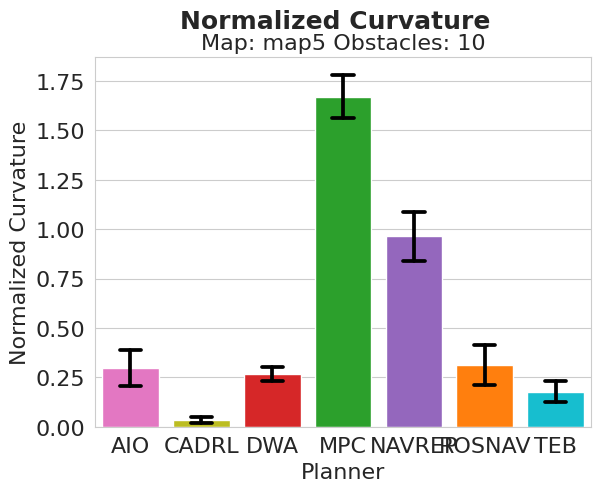 Normalized Curvature
Map: map5 Obstacles: 10
Normalized Curvature
1.75
1.50
1.25
1.00
0.75
0.50
0.25
0.00
AIO CADRL DWA MPC NAVREP ROSNAV TEB
Planner